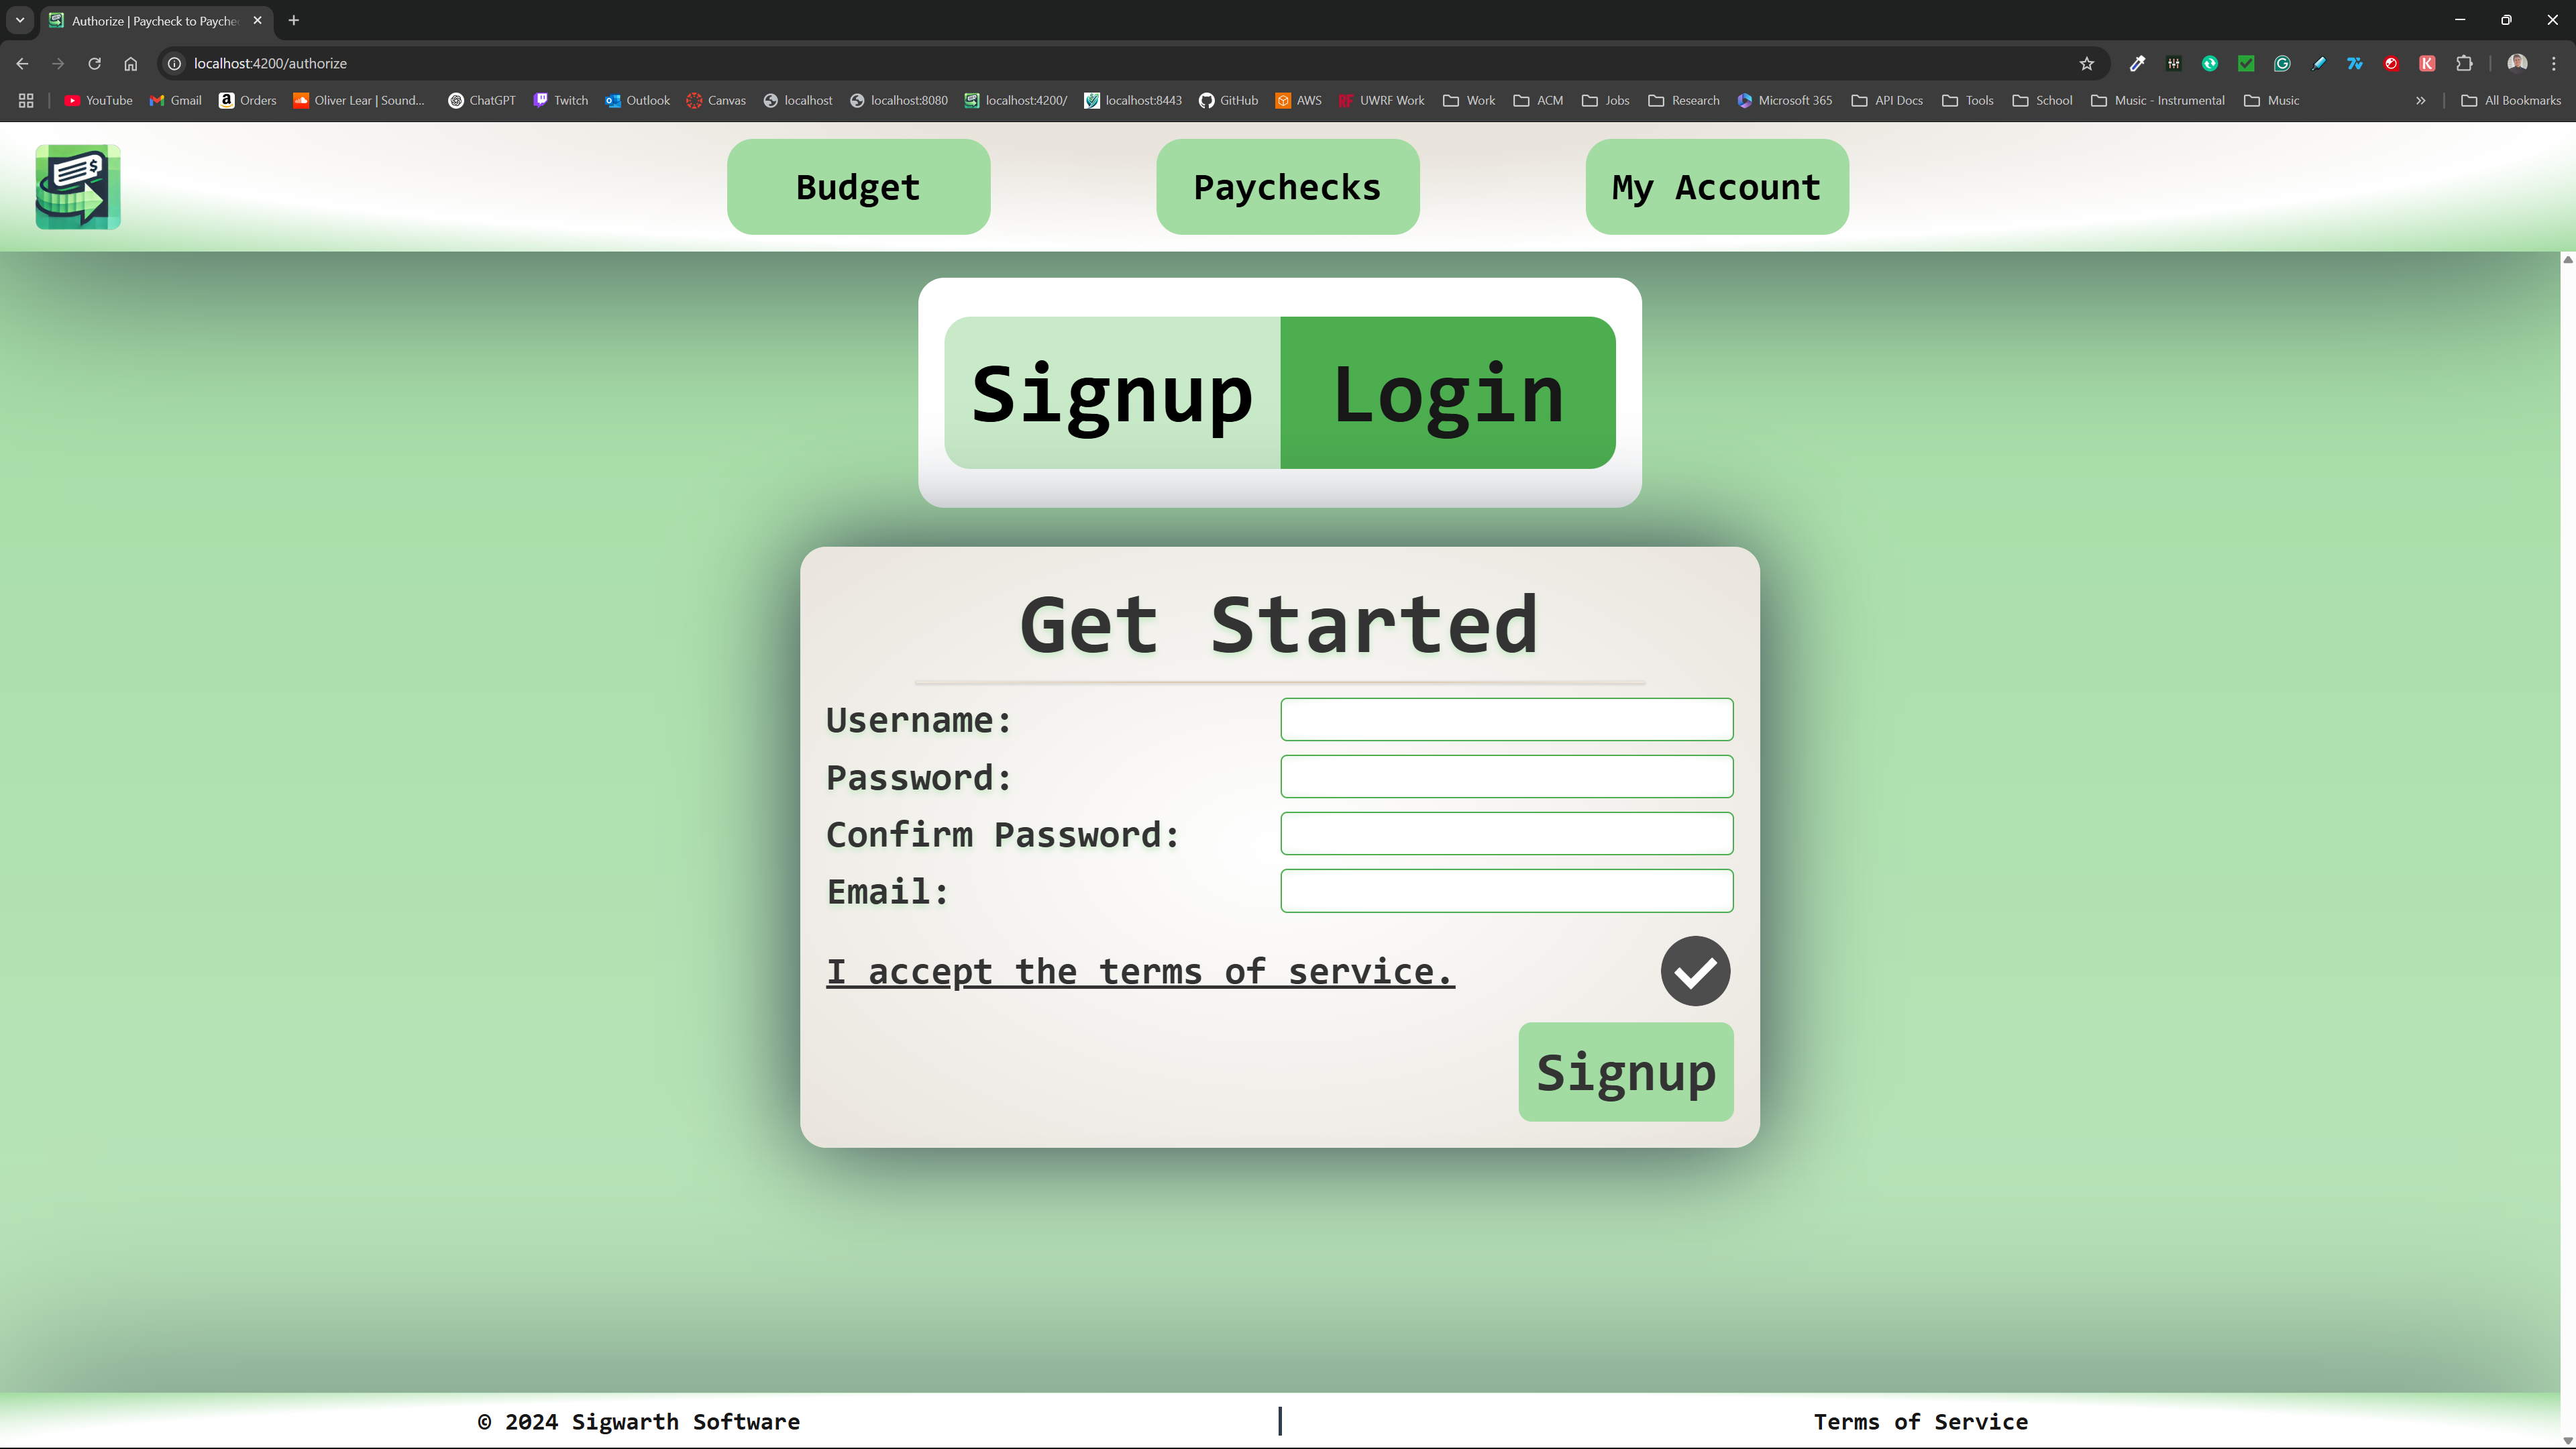 Authorize | Paycheck to Payche
localhost:4200/authorize
YouTube Gmail Orders Oliver Lear | Sound... ChatGPT Twitch Outlook Canvas localhost localhost:8080 localhost:4200/ localhost:8443 GitHub AWS UWRF Work Work ACM Jobs Research Microsoft 365 API Docs Tools School Music - Instrumental Music » All Bookmarks
Budget Paychecks My Account
Signup Login
Get Started
Username:
Password:
Confirm Password:
Email:
I accept the terms of service.
Signup
© 2024 Sigwarth Software | Terms of Service